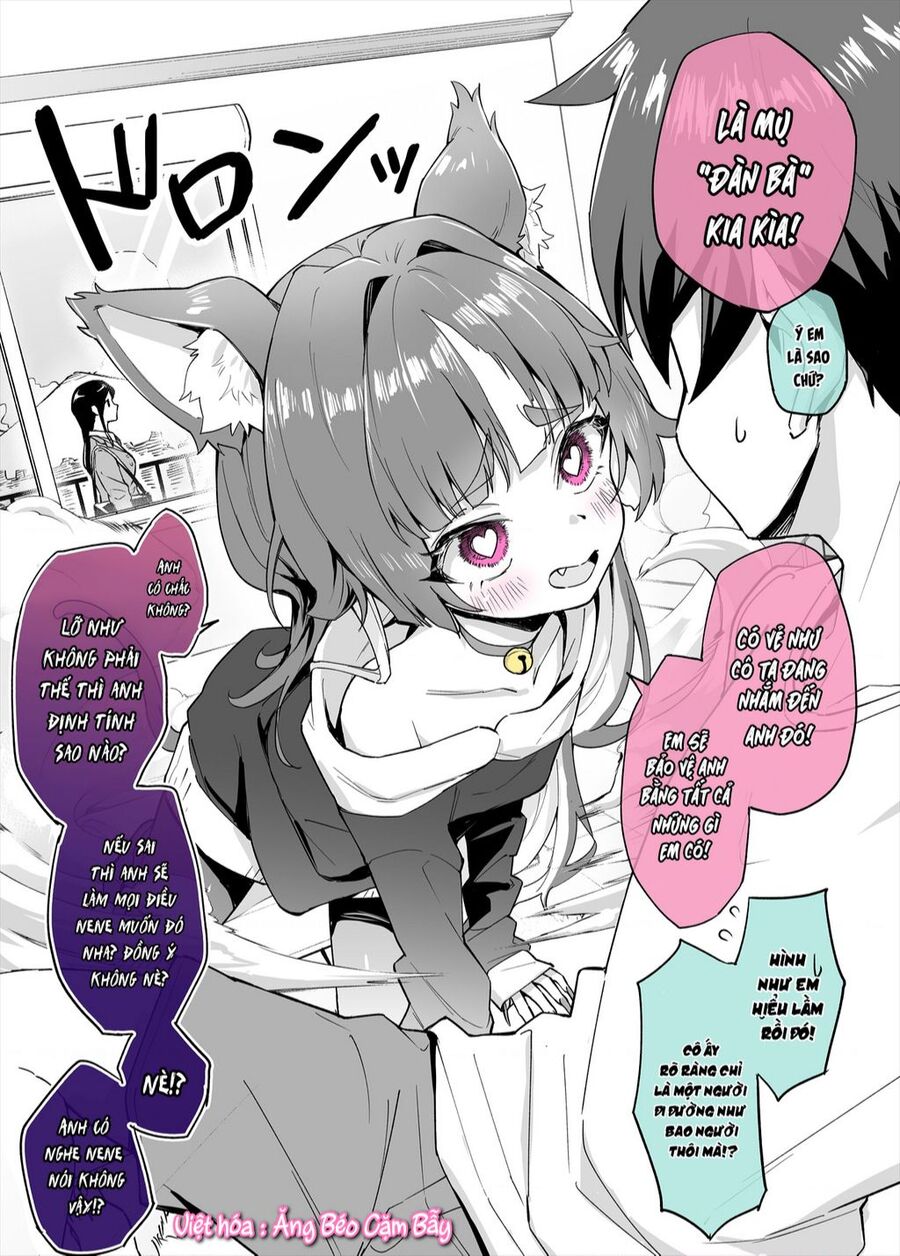 LÀ MỤ
"ĐÀN BÀ"
KIA KÌA!
ドロンッ
Ý EM
LÀ SAO
CHỨ?
CÓ VẺ NHƯ
CÔ TA ĐANG
NHẮM ĐẾN
ANH ĐÓ!
EM SẼ
BẢO VỆ ANH
BẰNG TẤT CẢ
NHỮNG GÌ
EM CÓ!
HÌNH
NHƯ EM
HIỂU LẦM
RỒI ĐÓ!
CÔ ẤY
RÕ RÀNG CHỈ
LÀ MỘT NGƯỜI
ĐI ĐƯỜNG NHƯ
BAO NGƯỜI
THÔI MÀ!?
ANH
CÓ CHẮC
KHÔNG?
LỠ NHƯ
KHÔNG PHẢI
THẾ THÌ ANH
ĐỊNH TÍNH
SAO NÀO?
NẾU SAI
THÌ ANH SẼ
LÀM MỌI ĐIỀU
NENE MUỐN ĐÓ
NHA? ĐỒNG Ý
KHÔNG NÈ?
NÈ!?
ANH CÓ
NGHE NENE
NÓI KHÔNG
VẬY!?
Việt hóa : Ăng Béo Cặm Bẫy